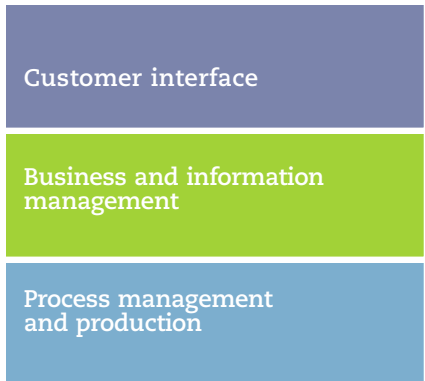 Customer interface
Business and information
management
Process management
and production